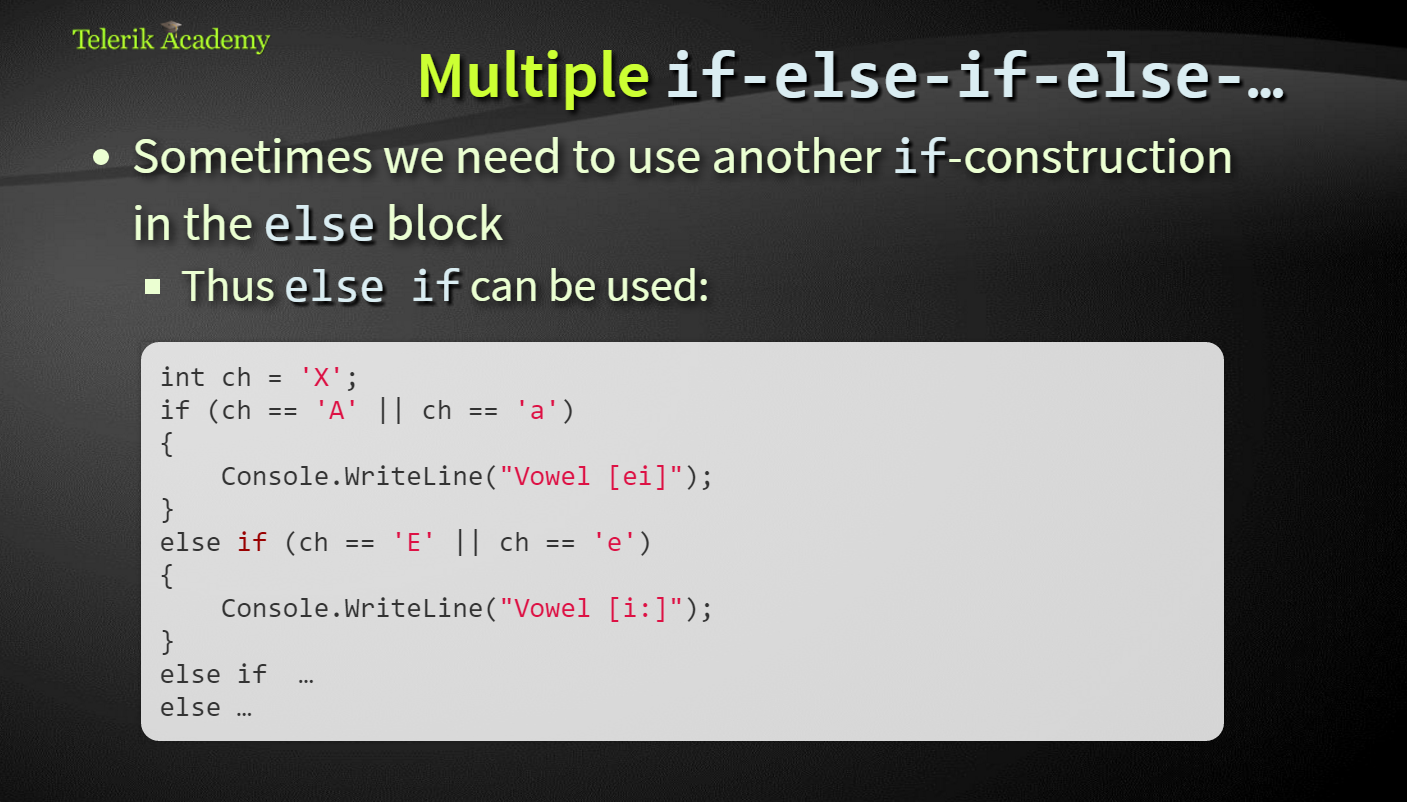 Telerik Academy
Multiple if-else-if-else-…
Sometimes we need to use another if-construction
in the else block
Thus else if can be used:
int ch = 'X';
if (ch == 'A' || ch == 'a')
{
    Console.WriteLine("Vowel [ei]");
}
else if (ch == 'E' || ch == 'e')
{
    Console.WriteLine("Vowel [i:]");
}
else if  …
else …